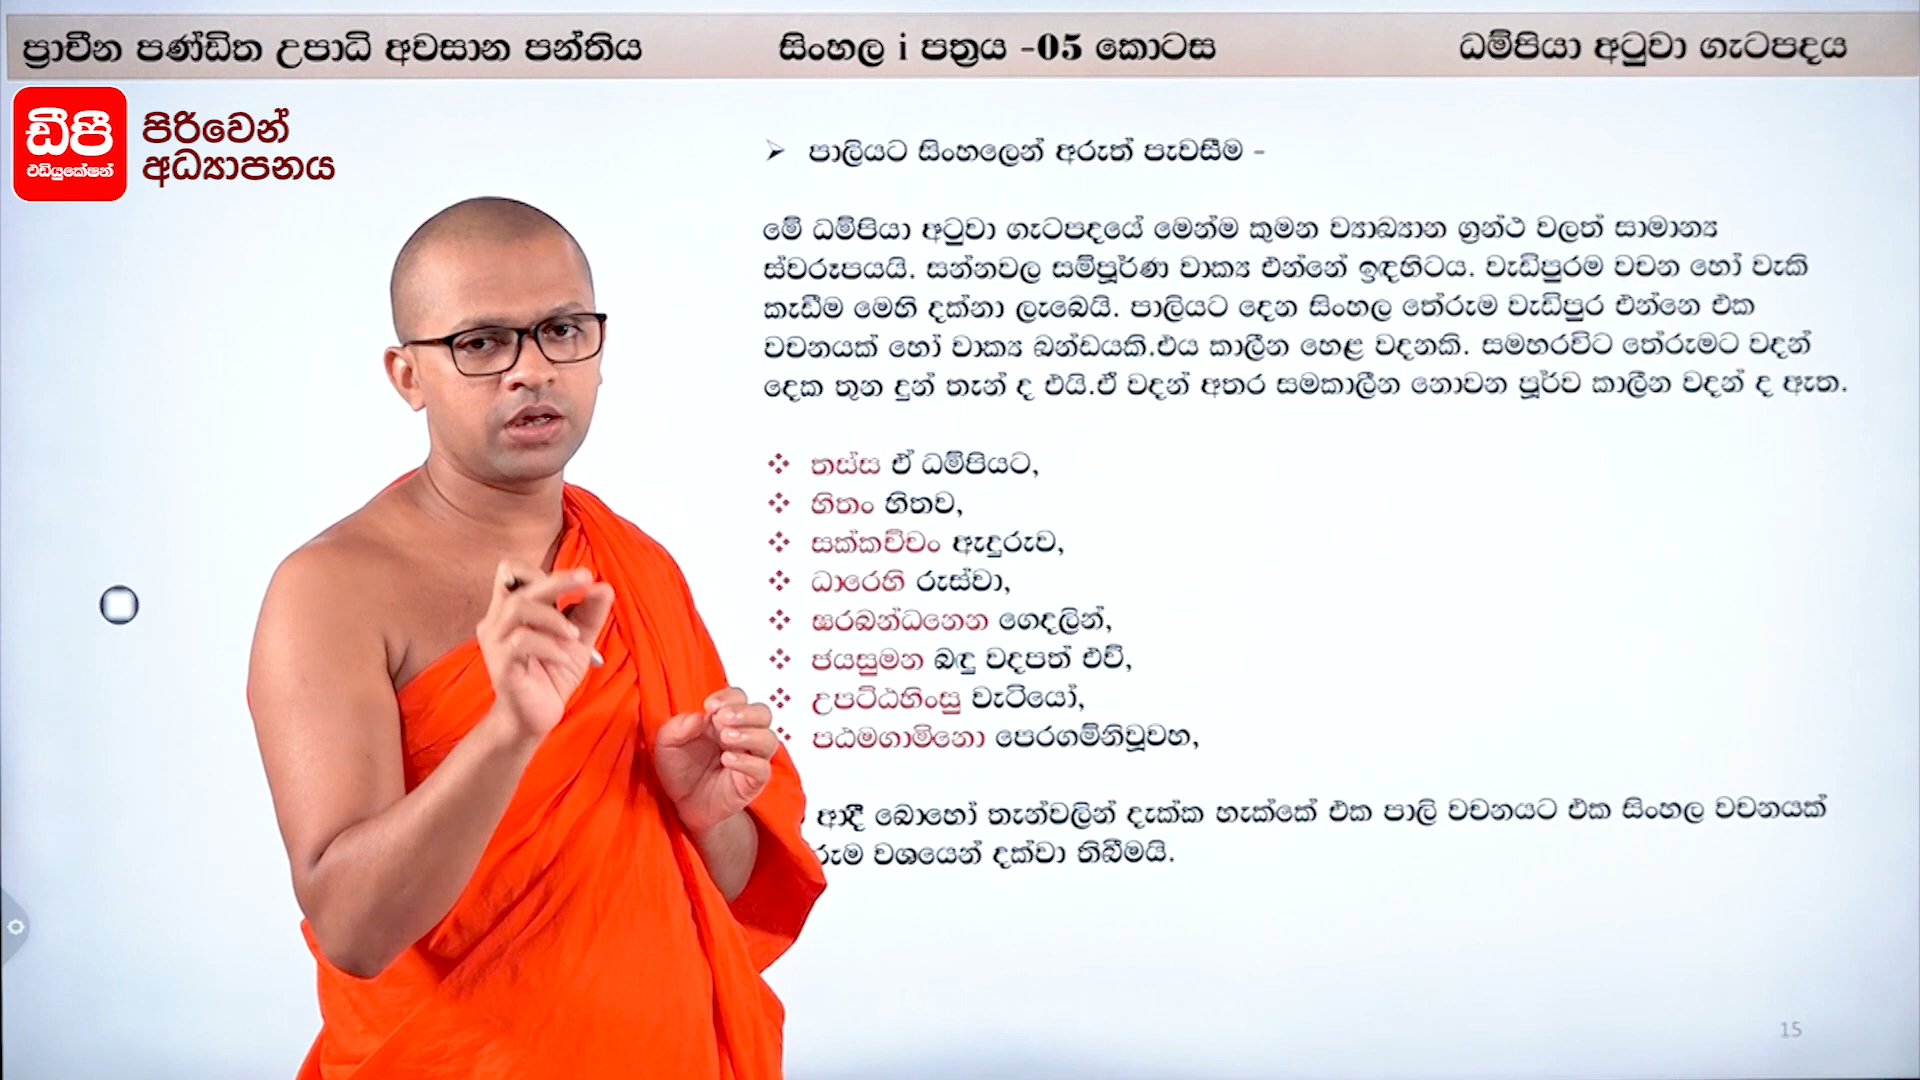 ප්‍රාචීන පණ්ඩිත උපාධි අවසාන පන්තිය
සිංහල i පත්‍රය -05 කොටස
ධම්පියා අටුවා ගැටපදය
ඩීපී
එඩියුකේෂන්
පිරිවෙන්
අධ්‍යාපනය
➢ පාලියට සිංහලෙන් අරුත් පැවසීම -
මේ ධම්පියා අටුවා ගැටපදයේ මෙන්ම කුමන ව්‍යාඛ්‍යාන ග්‍රන්ථ වලත් සාමාන්‍ය
ස්වරූපයයි. සන්නවල සම්පූර්ණ වාක්‍ය එන්නේ ඉඳහිටය. වැඩිපුරම වචන හෝ වැකි
කැඩීම මෙහි දක්නා ලැබෙයි. පාලියට දෙන සිංහල තේරුම වැඩිපුර එන්නෙ එක
වචනයක් හෝ වාක්‍ය ඛන්ඩයකි.එය කාලීන හෙළ වදනකි. සමහරවිට තේරුමට වදන්
දෙක තුන දුන් තැන් ද එයි.ඒ වදන් අතර සමකාලීන නොවන පූර්ව කාලීන වදන් ද ඇත.
❖ තස්ස ඒ ධම්පියට,
❖ හිතං හිතව,
❖ සක්කච්චං ඇදුරුව,
❖ ධාරෙහි රුස්වා,
❖ ඝරබන්ධනෙන ගෙදලින්,
❖ ජයසුමන බඳු වදපත් එව්,
❖ උපට්ඨහිංසු වැටියෝ,
❖ පඨමගාමිනො පෙරගම්නිවූවහ,
ආදී බොහෝ තැන්වලින් දැක්ක හැක්කේ එක පාලි වචනයට එක සිංහල වචනයක්
වශයෙන් දක්වා තිබීමයි.
15